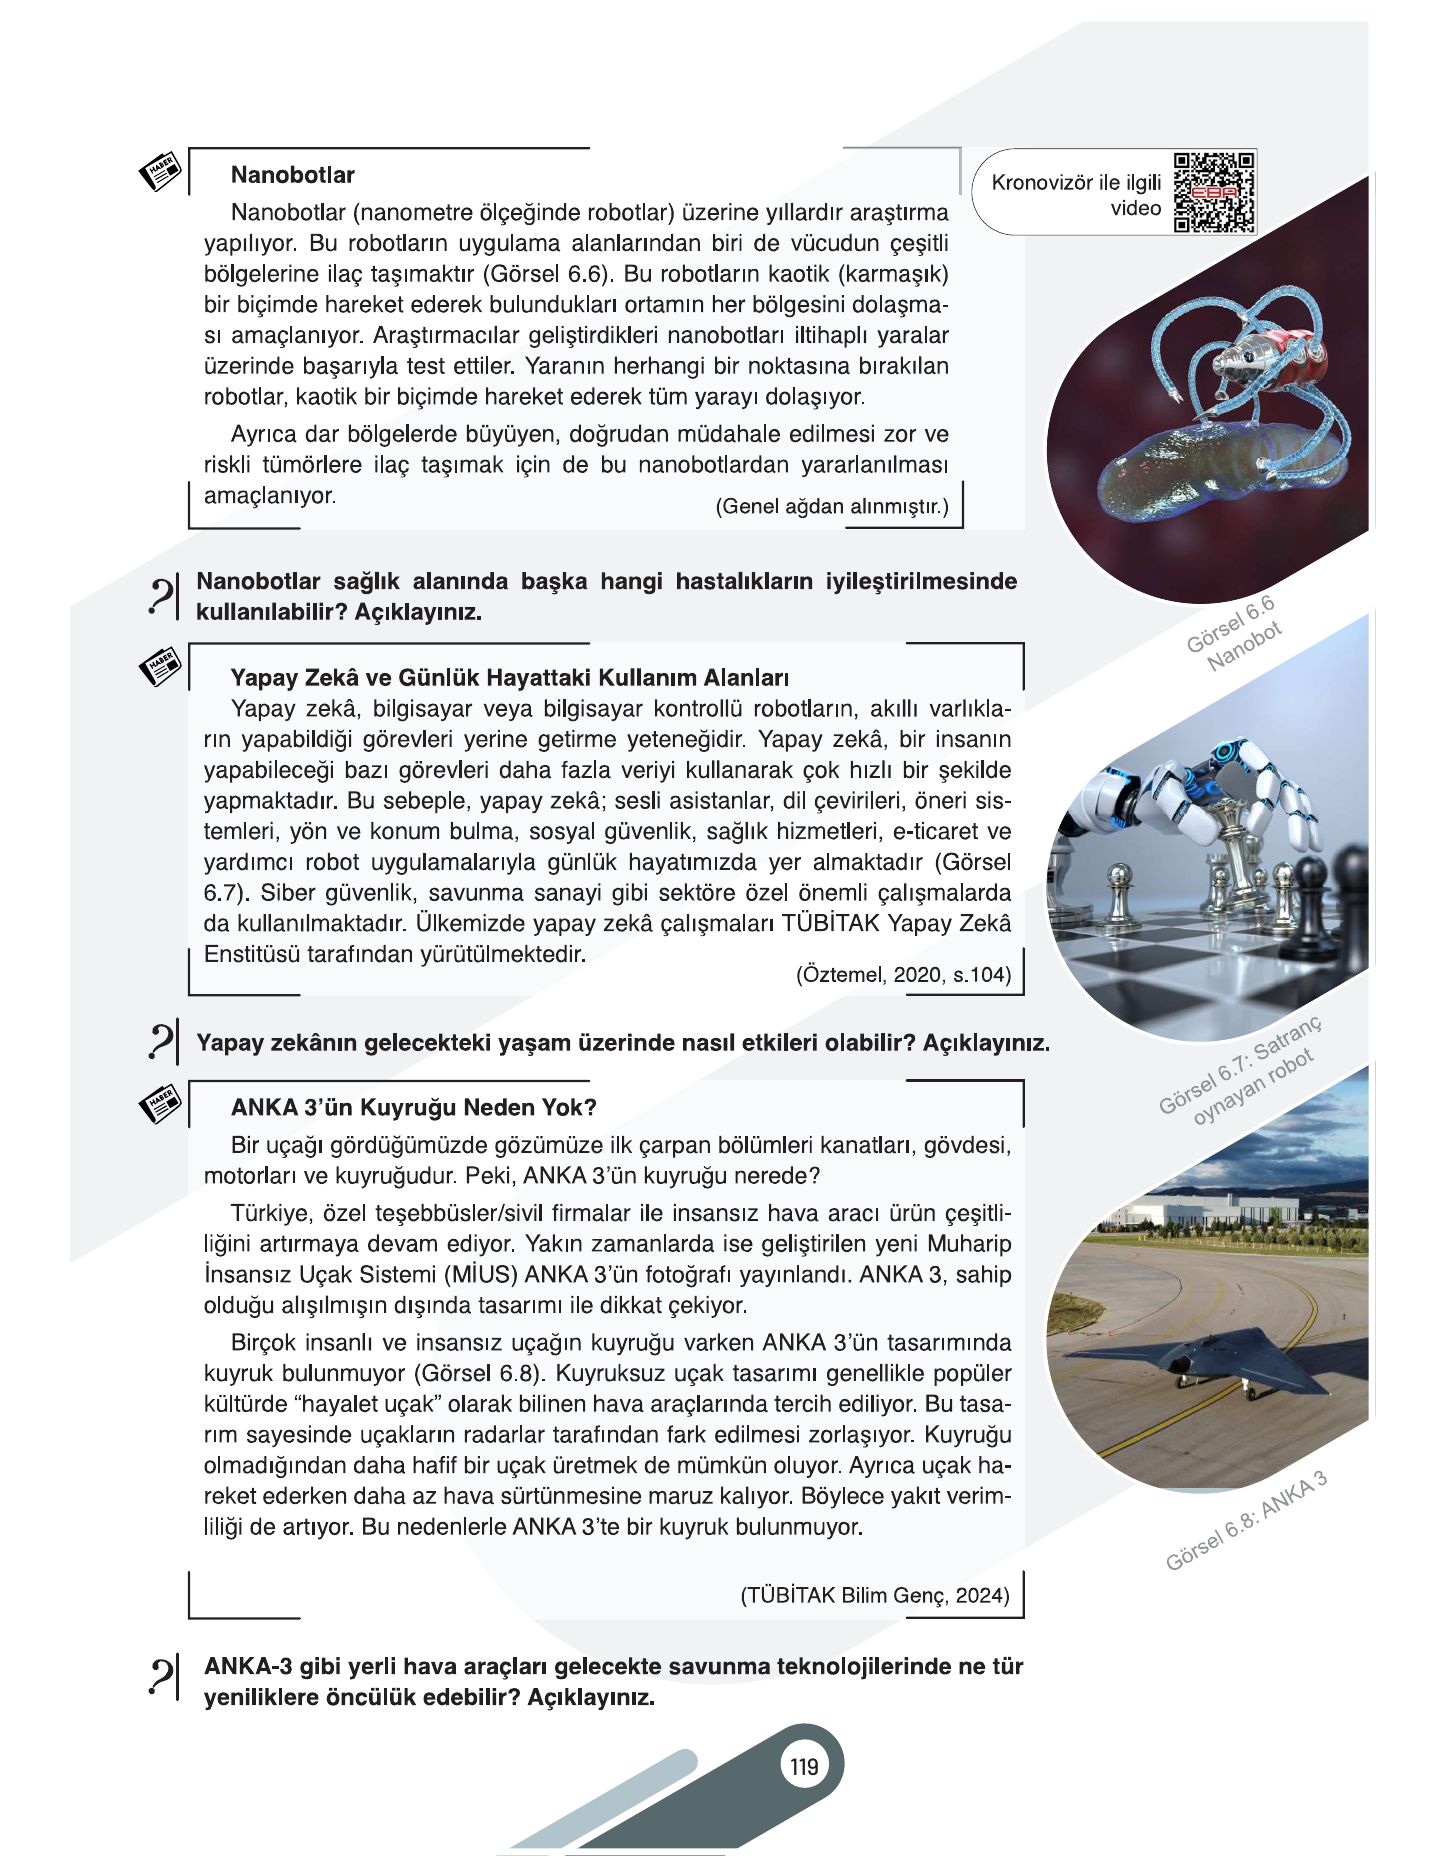 HABER
Nanobotlar
Nanobotlar (nanometre ölçeğinde robotlar) üzerine yıllardır araştırma
yapılıyor. Bu robotların uygulama alanlarından biri de vücudun çeşitli
bölgelerine ilaç taşımaktır (Görsel 6.6). Bu robotların kaotik (karmaşık)
bir biçimde hareket ederek bulundukları ortamın her bölgesini dolaşma-
sı amaçlanıyor. Araştırmacılar geliştirdikleri nanobotları iltihaplı yaralar
üzerinde başarıyla test ettiler. Yaranın herhangi bir noktasına bırakılan
robotlar, kaotik bir biçimde hareket ederek tüm yarayı dolaşıyor.
Ayrıca dar bölgelerde büyüyen, doğrudan müdahale edilmesi zor ve
riskli tümörlere ilaç taşımak için de bu nanobotlardan yararlanılması
amaçlanıyor.
(Genel ağdan alınmıştır.)
Kronovizör ile ilgili
video
EBA
Görsel 6.6
Nanobot
?
Nanobotlar sağlık alanında başka hangi hastalıkların iyileştirilmesinde
kullanılabilir? Açıklayınız.
HABER
Yapay Zekâ ve Günlük Hayattaki Kullanım Alanları
Yapay zekâ, bilgisayar veya bilgisayar kontrollü robotların, akıllı varlıkla-
rın yapabildiği görevleri yerine getirme yeteneğidir. Yapay zekâ, bir insanın
yapabileceği bazı görevleri daha fazla veriyi kullanarak çok hızlı bir şekilde
yapmaktadır. Bu sebeple, yapay zekâ; sesli asistanlar, dil çevirileri, öneri sis-
temleri, yön ve konum bulma, sosyal güvenlik, sağlık hizmetleri, e-ticaret ve
yardımcı robot uygulamalarıyla günlük hayatımızda yer almaktadır (Görsel
6.7). Siber güvenlik, savunma sanayi gibi sektöre özel önemli çalışmalarda
da kullanılmaktadır. Ülkemizde yapay zekâ çalışmaları TÜBİTAK Yapay Zekâ
Enstitüsü tarafından yürütülmektedir.
(Öztemel, 2020, s.104)
Görsel 6.7: Satranç
oynayan robot
?
Yapay zekânın gelecekteki yaşam üzerinde nasıl etkileri olabilir? Açıklayınız.
HABER
ANKA 3'ün Kuyruğu Neden Yok?
Bir uçağı gördüğümüzde gözümüze ilk çarpan bölümleri kanatları, gövdesi,
motorları ve kuyruğudur. Peki, ANKA 3'ün kuyruğu nerede?
Türkiye, özel teşebbüsler/sivil firmalar ile insansız hava aracı ürün çeşitli-
liğini artırmaya devam ediyor. Yakın zamanlarda ise geliştirilen yeni Muharip
İnsansız Uçak Sistemi (MİUS) ANKA 3'ün fotoğrafı yayınlandı. ANKA 3, sahip
olduğu alışılmışın dışında tasarımı ile dikkat çekiyor.
Birçok insanlı ve insansız uçağın kuyruğu varken ANKA 3'ün tasarımında
kuyruk bulunmuyor (Görsel 6.8). Kuyruksuz uçak tasarımı genellikle popüler
kültürde “hayalet uçak” olarak bilinen hava araçlarında tercih ediliyor. Bu tasa-
rım sayesinde uçakların radarlar tarafından fark edilmesi zorlaşıyor. Kuyruğu
olmadığından daha hafif bir uçak üretmek de mümkün oluyor. Ayrıca uçak ha-
reket ederken daha az hava sürtünmesine maruz kalıyor. Böylece yakıt verim-
liliği de artıyor. Bu nedenlerle ANKA 3'te bir kuyruk bulunmuyor.
(TÜBİTAK Bilim Genç, 2024)
Görsel 6.8: ANKA 3
?
ANKA-3 gibi yerli hava araçları gelecekte savunma teknolojilerinde ne tür
yeniliklere öncülük edebilir? Açıklayınız.
119